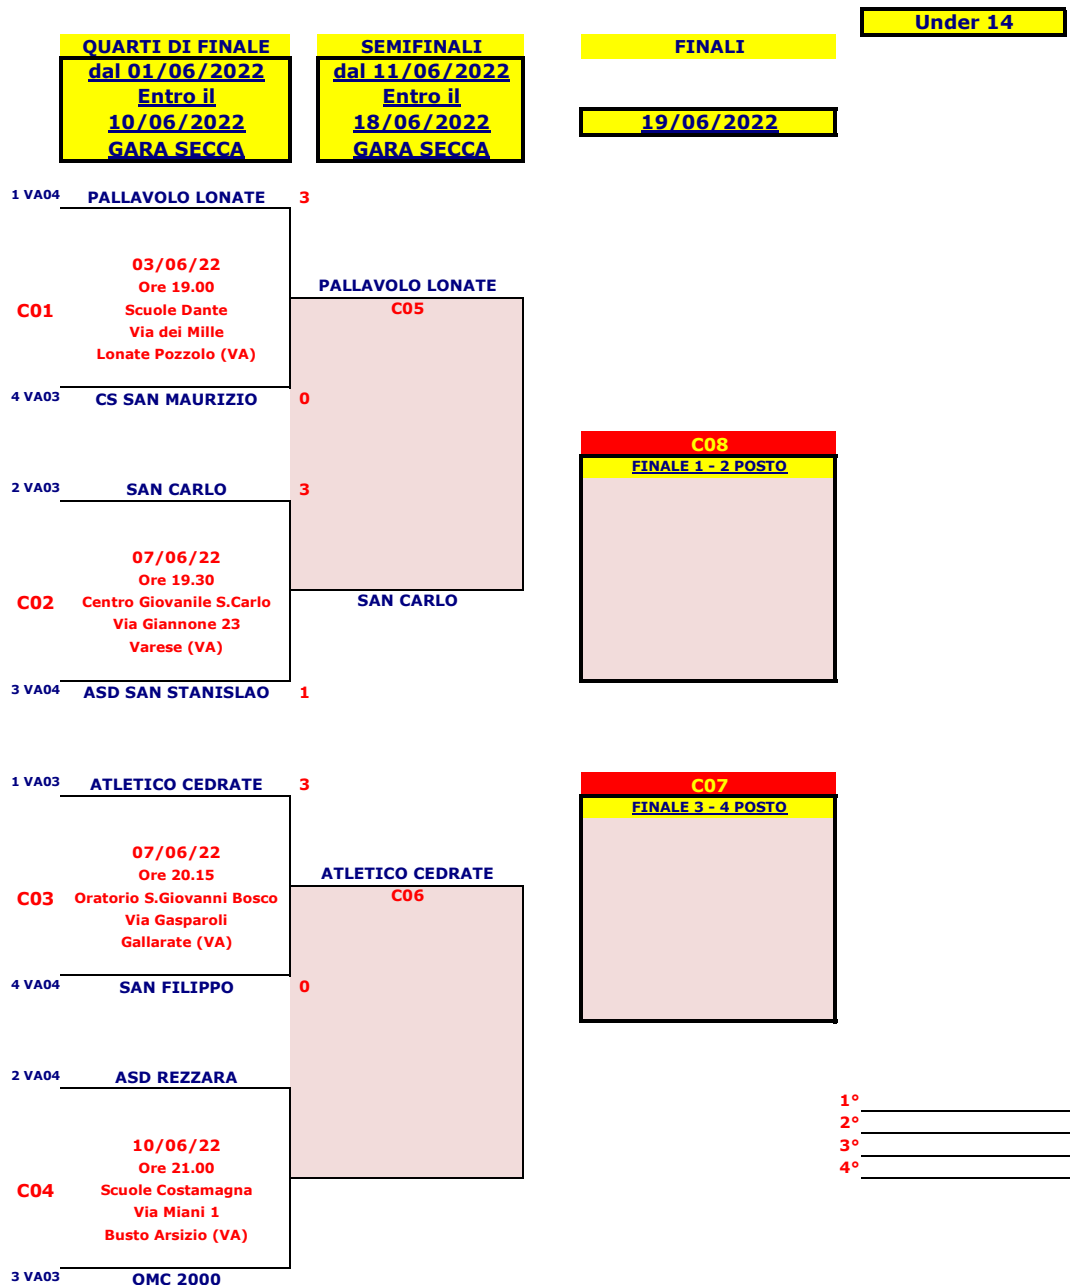 Under 14
QUARTI DI FINALE
dal 01/06/2022
Entro il
10/06/2022
GARA SECCA
SEMIFINALI
dal 11/06/2022
Entro il
18/06/2022
GARA SECCA
FINALI
19/06/2022
1 VA04 PALLAVOLO LONATE 3
C01
03/06/22
Ore 19.00
Scuole Dante
Via dei Mille
Lonate Pozzolo (VA)
4 VA03 CS SAN MAURIZIO 0
PALLAVOLO LONATE
C05
2 VA03 SAN CARLO 3
C02
07/06/22
Ore 19.30
Centro Giovanile S.Carlo
Via Giannone 23
Varese (VA)
3 VA04 ASD SAN STANISLAO 1
SAN CARLO
C08
FINALE 1 - 2 POSTO
1 VA03 ATLETICO CEDRATE 3
C03
07/06/22
Ore 20.15
Oratorio S.Giovanni Bosco
Via Gasparoli
Gallarate (VA)
4 VA04 SAN FILIPPO 0
ATLETICO CEDRATE
C06
C07
FINALE 3 - 4 POSTO
2 VA04 ASD REZZARA
C04
10/06/22
Ore 21.00
Scuole Costamagna
Via Miani 1
Busto Arsizio (VA)
3 VA03 OMC 2000
1°
2°
3°
4°